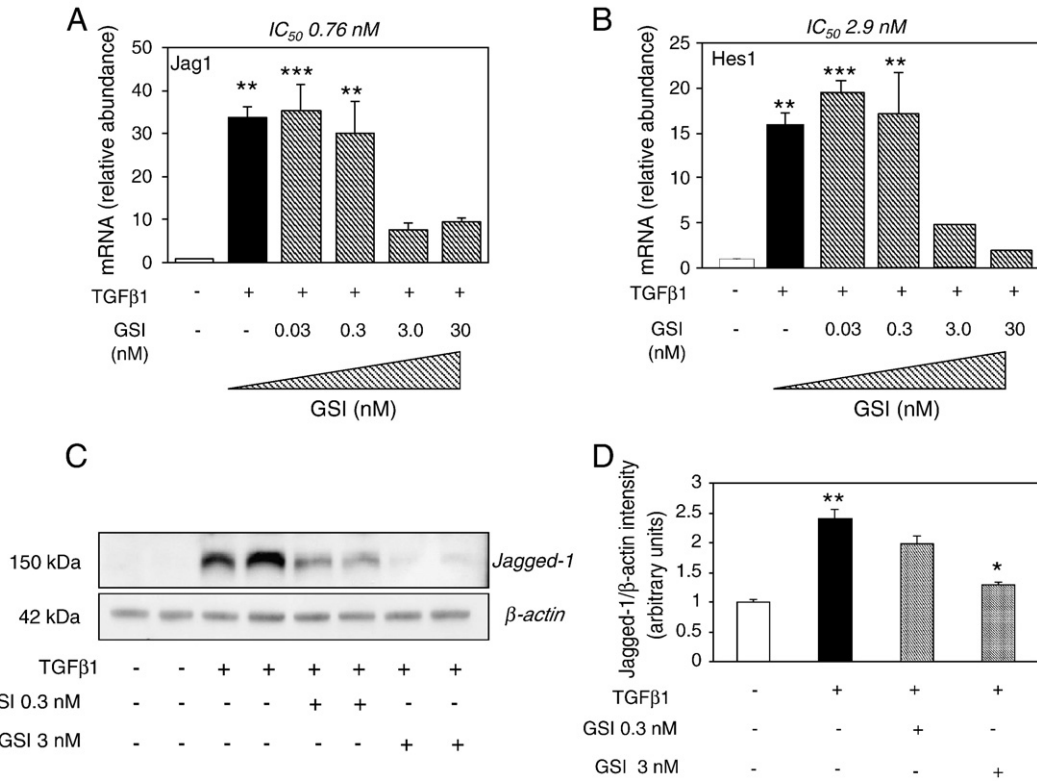 A
IC50 0.76 nM
Jag1
mRNA (relative abundance)
50
40
30
20
10
0
** *** **
TGFβ1 - + + + + +
GSI (nM) - - 0.03 0.3 3.0 30
GSI (nM)
B
IC50 2.9 nM
Hes1
mRNA (relative abundance)
25
20
15
10
5
0
** *** **
TGFβ1 - + + + + +
GSI (nM) - - 0.03 0.3 3.0 30
GSI (nM)
C
150 kDa Jagged-1
42 kDa β-actin
TGFβ1 - - + + + + + +
SI 0.3 nM - - - - + + - -
GSI 3 nM - - - - - - + +
D
Jagged-1/β-actin intensity
(arbitrary units)
3
2.5
2
1.5
1
0.5
0
** *
TGFβ1 - + + +
GSI 0.3 nM - - + -
GSI 3 nM - - - +